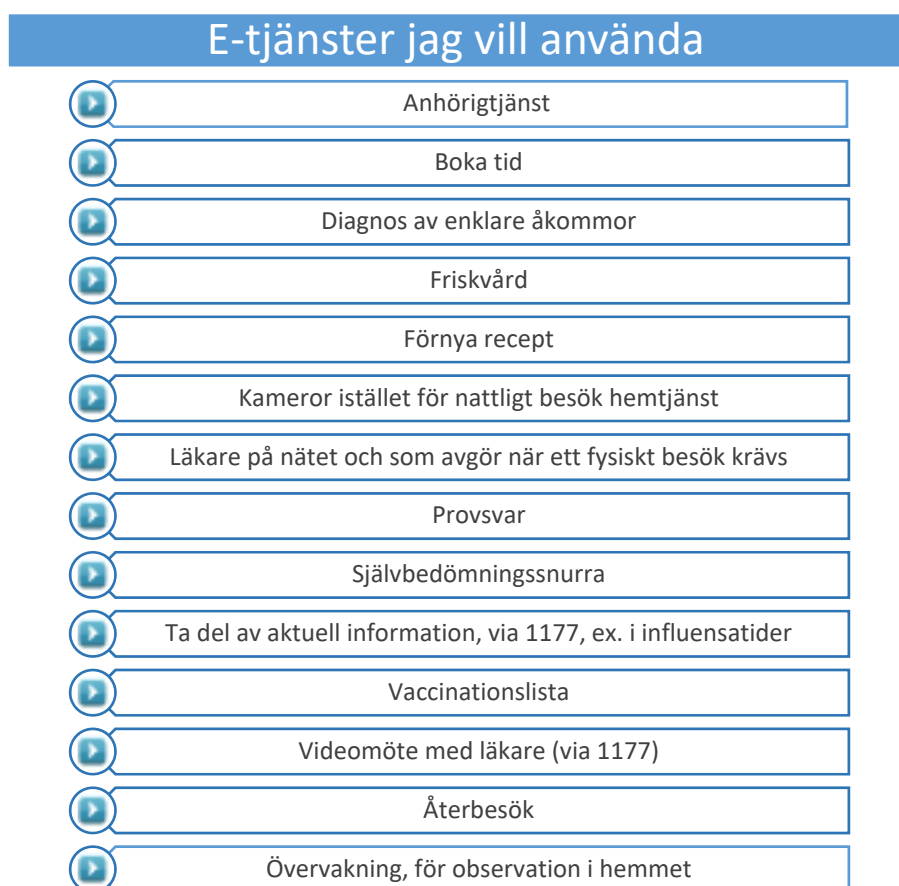 E-tjänster jag vill använda
Anhörigtjänst
Boka tid
Diagnos av enklare åkommor
Friskvård
Förnya recept
Kameror istället för nattligt besök hemtjänst
Läkare på nätet och som avgör när ett fysiskt besök krävs
Provsvar
Självbedömningssnurra
Ta del av aktuell information, via 1177, ex. i influensatider
Vaccinationslista
Videomöte med läkare (via 1177)
Återbesök
Övervakning, för observation i hemmet